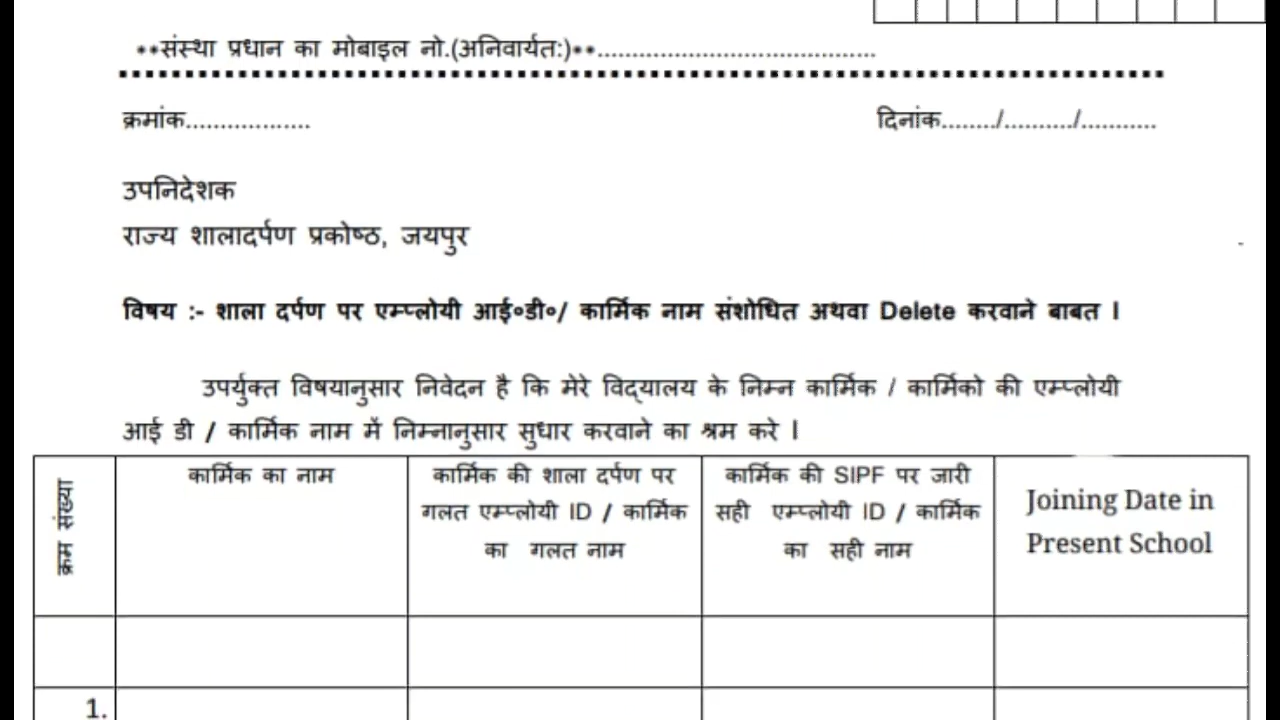 **संस्था प्रधान का मोबाइल नो.(अनिवार्यत:)**........................................
क्रमांक.................. दिनांक......../........../...........
उपनिदेशक
राज्य शालादर्पण प्रकोष्ठ, जयपुर
विषय :- शाला दर्पण पर एम्प्लोयी आई॰डी॰/ कार्मिक नाम संशोधित अथवा Delete करवाने बाबत ।
उपर्युक्त विषयानुसार निवेदन है कि मेरे विद्यालय के निम्न कार्मिक / कार्मिको की एम्प्लोयी
आई डी / कार्मिक नाम में निम्नानुसार सुधार करवाने का श्रम करे ।
क्रम संख्या
कार्मिक का नाम
कार्मिक की शाला दर्पण पर
गलत एम्प्लोयी ID / कार्मिक
का गलत नाम
कार्मिक की SIPF पर जारी
सही एम्प्लोयी ID / कार्मिक
का सही नाम
Joining Date in
Present School
1.